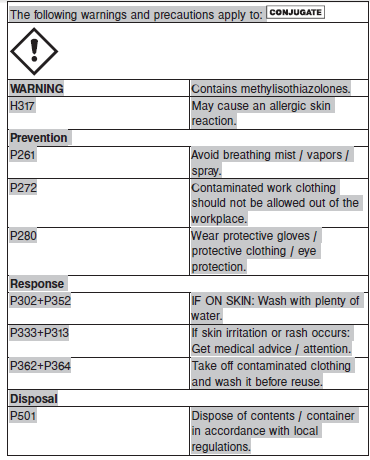 The following warnings and precautions apply to: CONJUGATE
WARNING
Contains methylisothiazolones.
H317
May cause an allergic skin
reaction.
Prevention
P261
Avoid breathing mist / vapors /
spray.
P272
Contaminated work clothing
should not be allowed out of the
workplace.
P280
Wear protective gloves /
protective clothing / eye
protection.
Response
P302+P352
IF ON SKIN: Wash with plenty of
water.
P333+P313
If skin irritation or rash occurs:
Get medical advice / attention.
P362+P364
Take off contaminated clothing
and wash it before reuse.
Disposal
P501
Dispose of contents / container
in accordance with local
regulations.